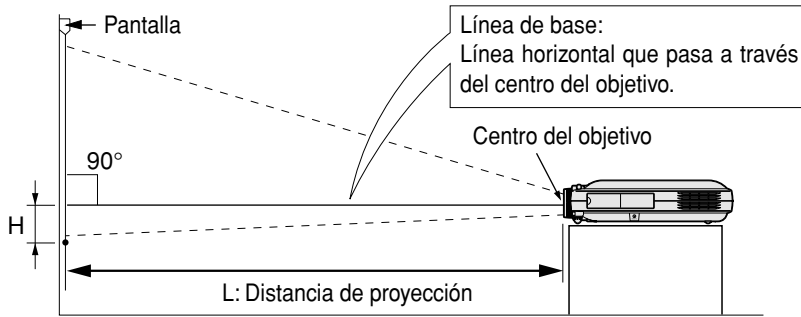 Pantalla
Línea de base:
Línea horizontal que pasa a través
del centro del objetivo.
Centro del objetivo
90°
H
L: Distancia de proyección